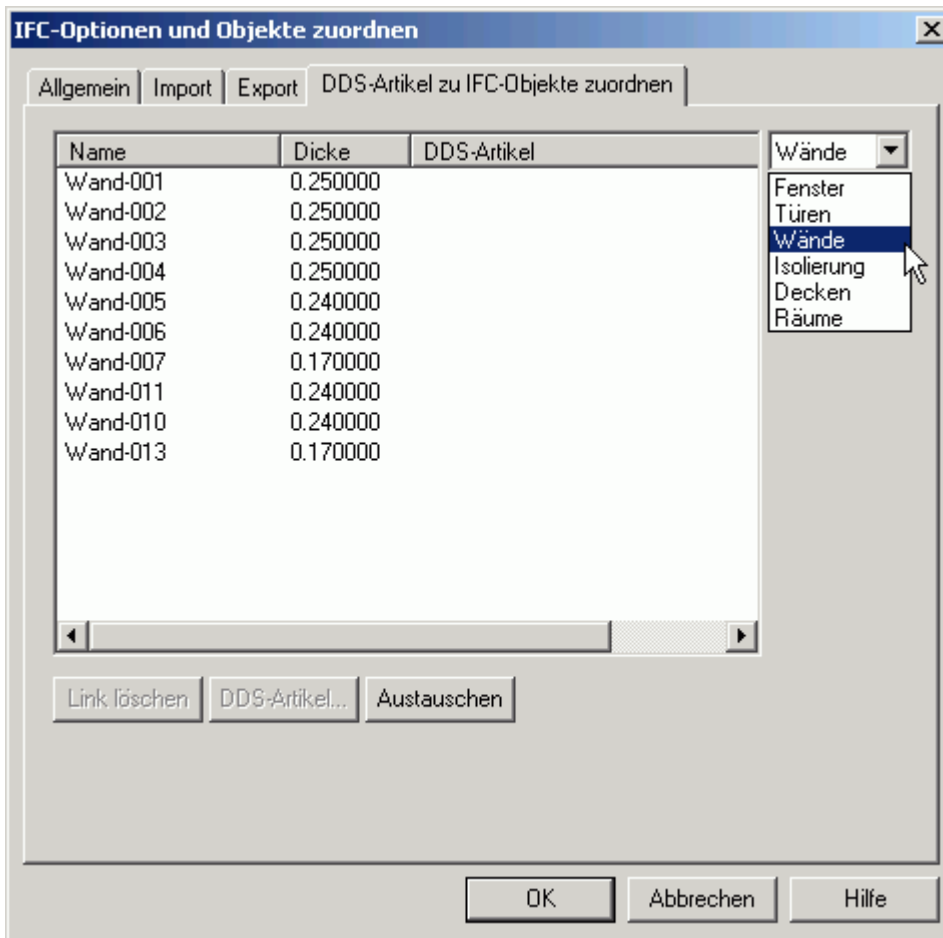 IFC-Optionen und Objekte zuordnen
Allgemein Import Export DDS-Artikel zu IFC-Objekte zuordnen
Name Dicke DDS-Artikel Wände
Wand-001 0.250000 Fenster
Wand-002 0.250000 Türen
Wand-003 0.250000 Wände
Wand-004 0.250000 Isolierung
Wand-005 0.240000 Decken
Wand-006 0.240000 Räume
Wand-007 0.170000
Wand-011 0.240000
Wand-010 0.240000
Wand-013 0.170000
Link löschen DDS-Artikel... Austauschen
OK Abbrechen Hilfe